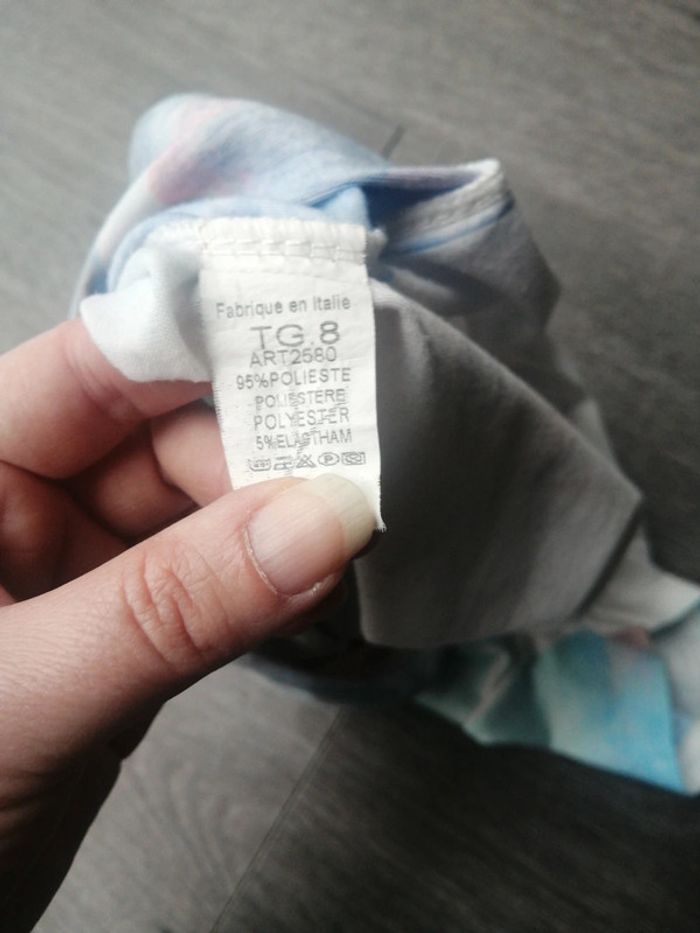 Fabrique en Italie
TG.8
ART2580
95%POLIESTE
POLIESTERE
POLYESTER
5%ELASTHAM